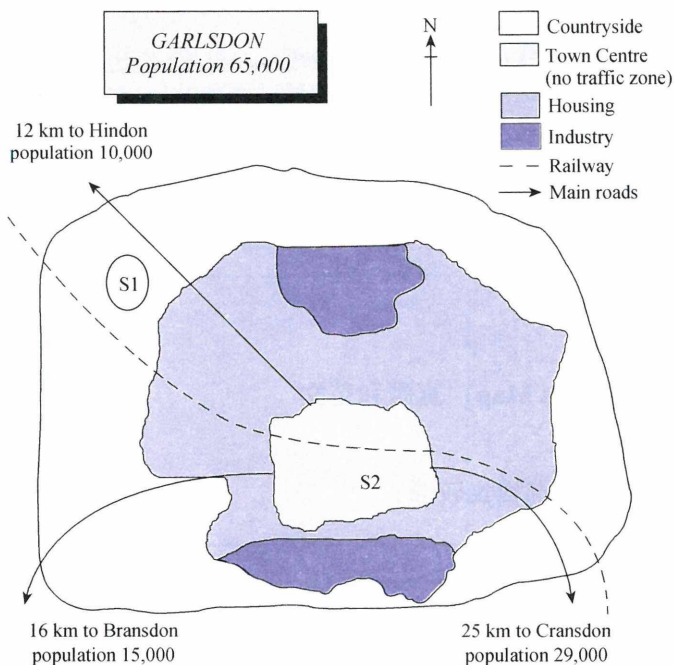 GARLSDON
Population 65,000
N
Countryside
Town Centre
(no traffic zone)
Housing
Industry
Railway
Main roads
12 km to Hindon
population 10,000
S1
S2
16 km to Bransdon
population 15,000
25 km to Cransdon
population 29,000